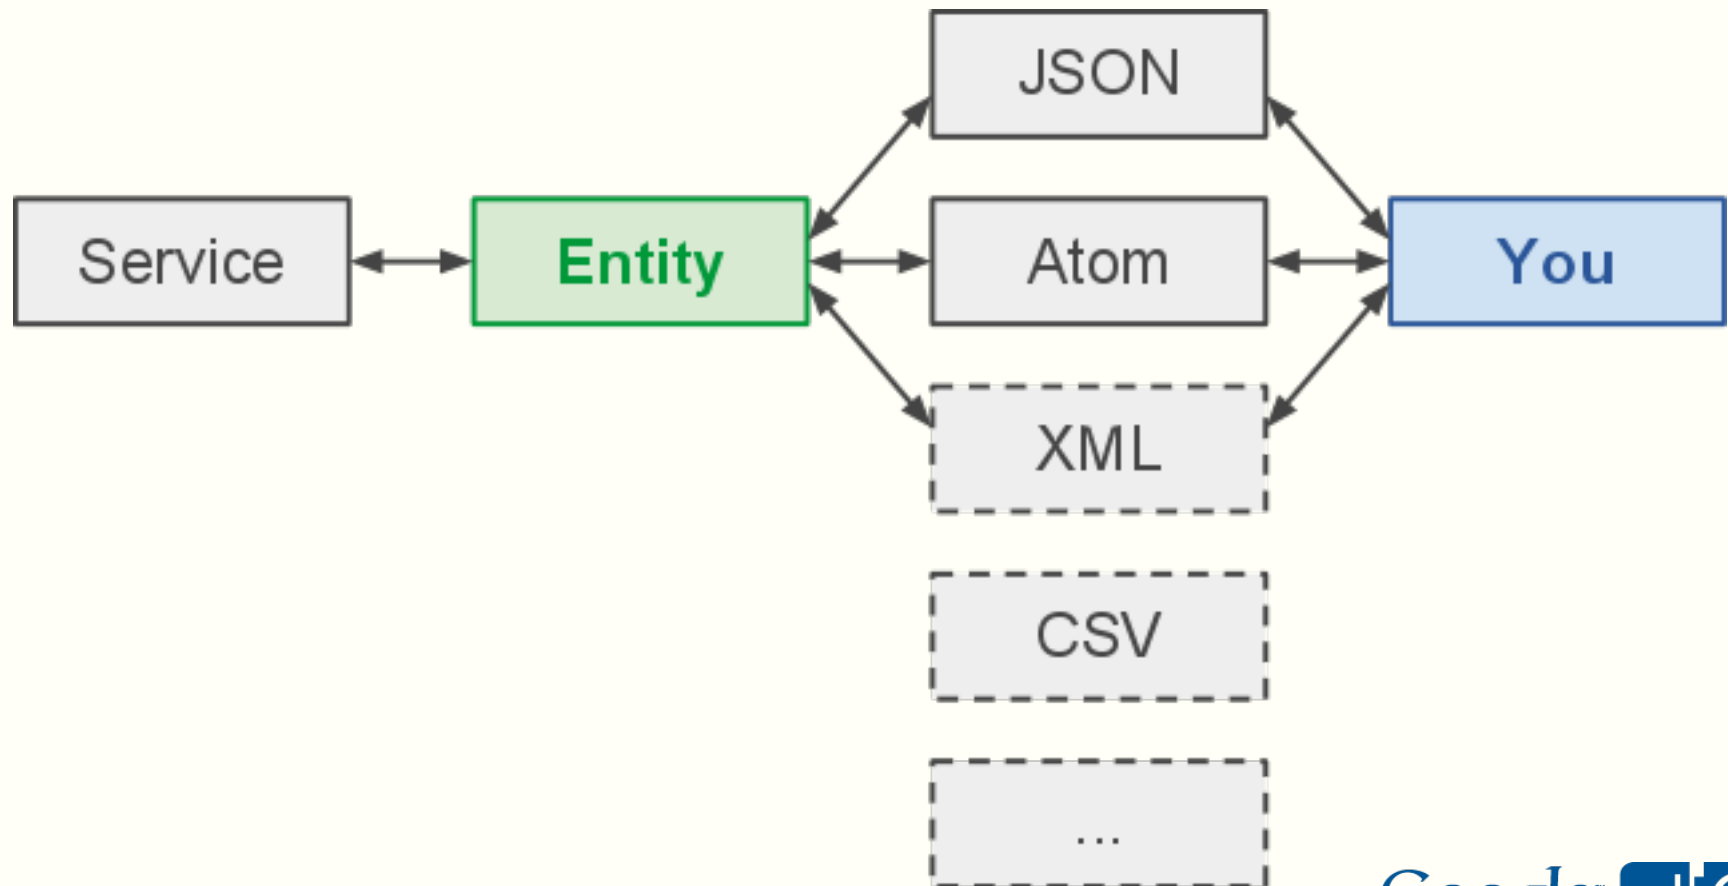 JSON
Service
Entity
Atom
You
XML
CSV
...